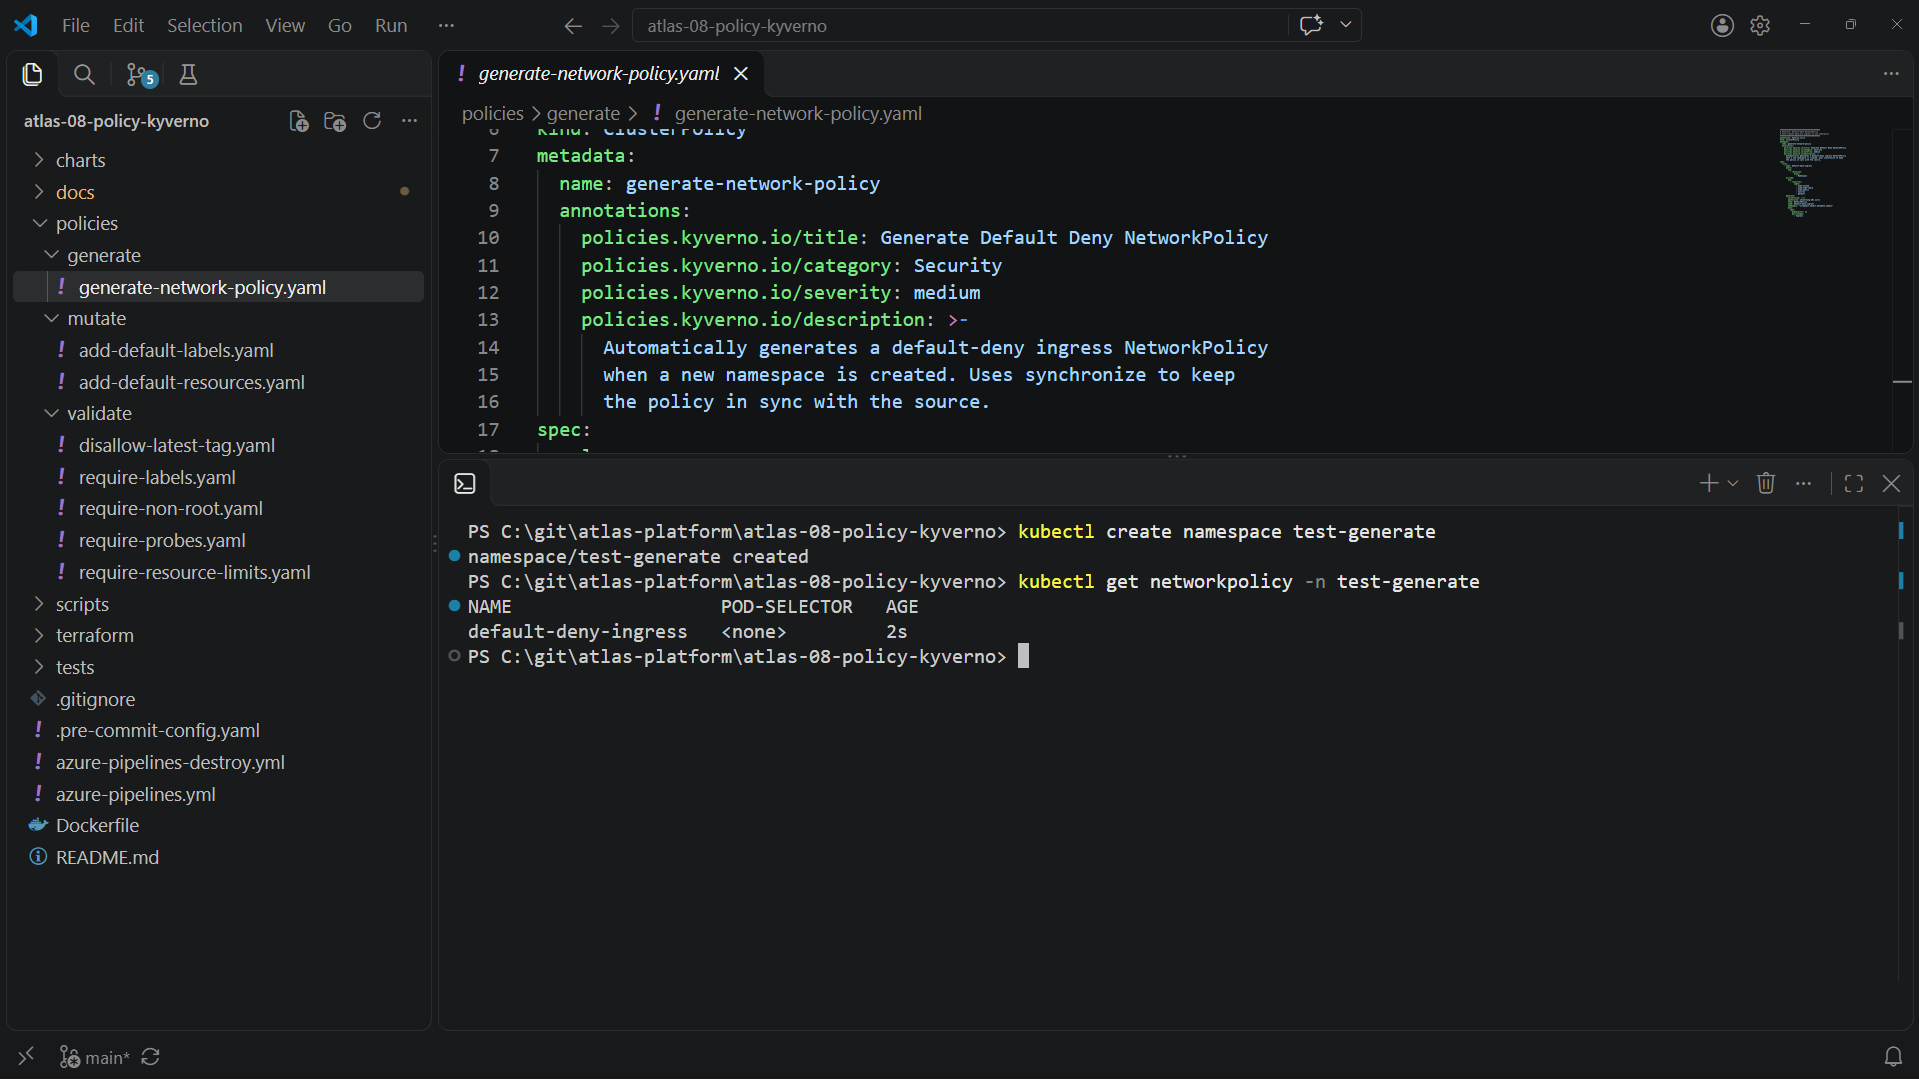 File Edit Selection View Go Run ···
atlas-08-policy-kyverno
5
atlas-08-policy-kyverno
charts
docs
policies
generate
generate-network-policy.yaml
mutate
add-default-labels.yaml
add-default-resources.yaml
validate
disallow-latest-tag.yaml
require-labels.yaml
require-non-root.yaml
require-probes.yaml
require-resource-limits.yaml
scripts
terraform
tests
.gitignore
.pre-commit-config.yaml
azure-pipelines-destroy.yml
azure-pipelines.yml
Dockerfile
README.md
generate-network-policy.yaml
policies > generate > generate-network-policy.yaml
6 kind: ClusterPolicy
7 metadata:
8 name: generate-network-policy
9 annotations:
10 policies.kyverno.io/title: Generate Default Deny NetworkPolicy
11 policies.kyverno.io/category: Security
12 policies.kyverno.io/severity: medium
13 policies.kyverno.io/description: >-
14 Automatically generates a default-deny ingress NetworkPolicy
15 when a new namespace is created. Uses synchronize to keep
16 the policy in sync with the source.
17 spec:
PS C:\git\atlas-platform\atlas-08-policy-kyverno> kubectl create namespace test-generate
namespace/test-generate created
PS C:\git\atlas-platform\atlas-08-policy-kyverno> kubectl get networkpolicy -n test-generate
NAME POD-SELECTOR AGE
default-deny-ingress <none> 2s
PS C:\git\atlas-platform\atlas-08-policy-kyverno>
main*